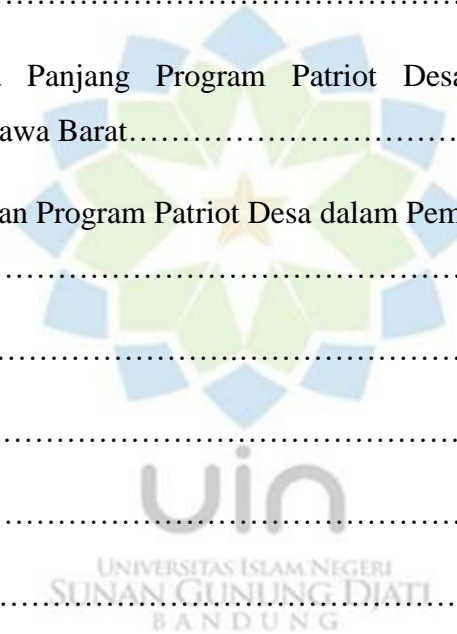 ……………………………………………………
Panjang Program Patriot Desa
awa Barat……………………………
an Program Patriot Desa dalam Pem
……………………………………………………
……………………………..……………………
……………………………………………………
……………………………………………………
……………………………………………………
uin
UNIVERSITAS ISLAM NEGERI
SUNAN GUNUNG DJATI
BANDUNG